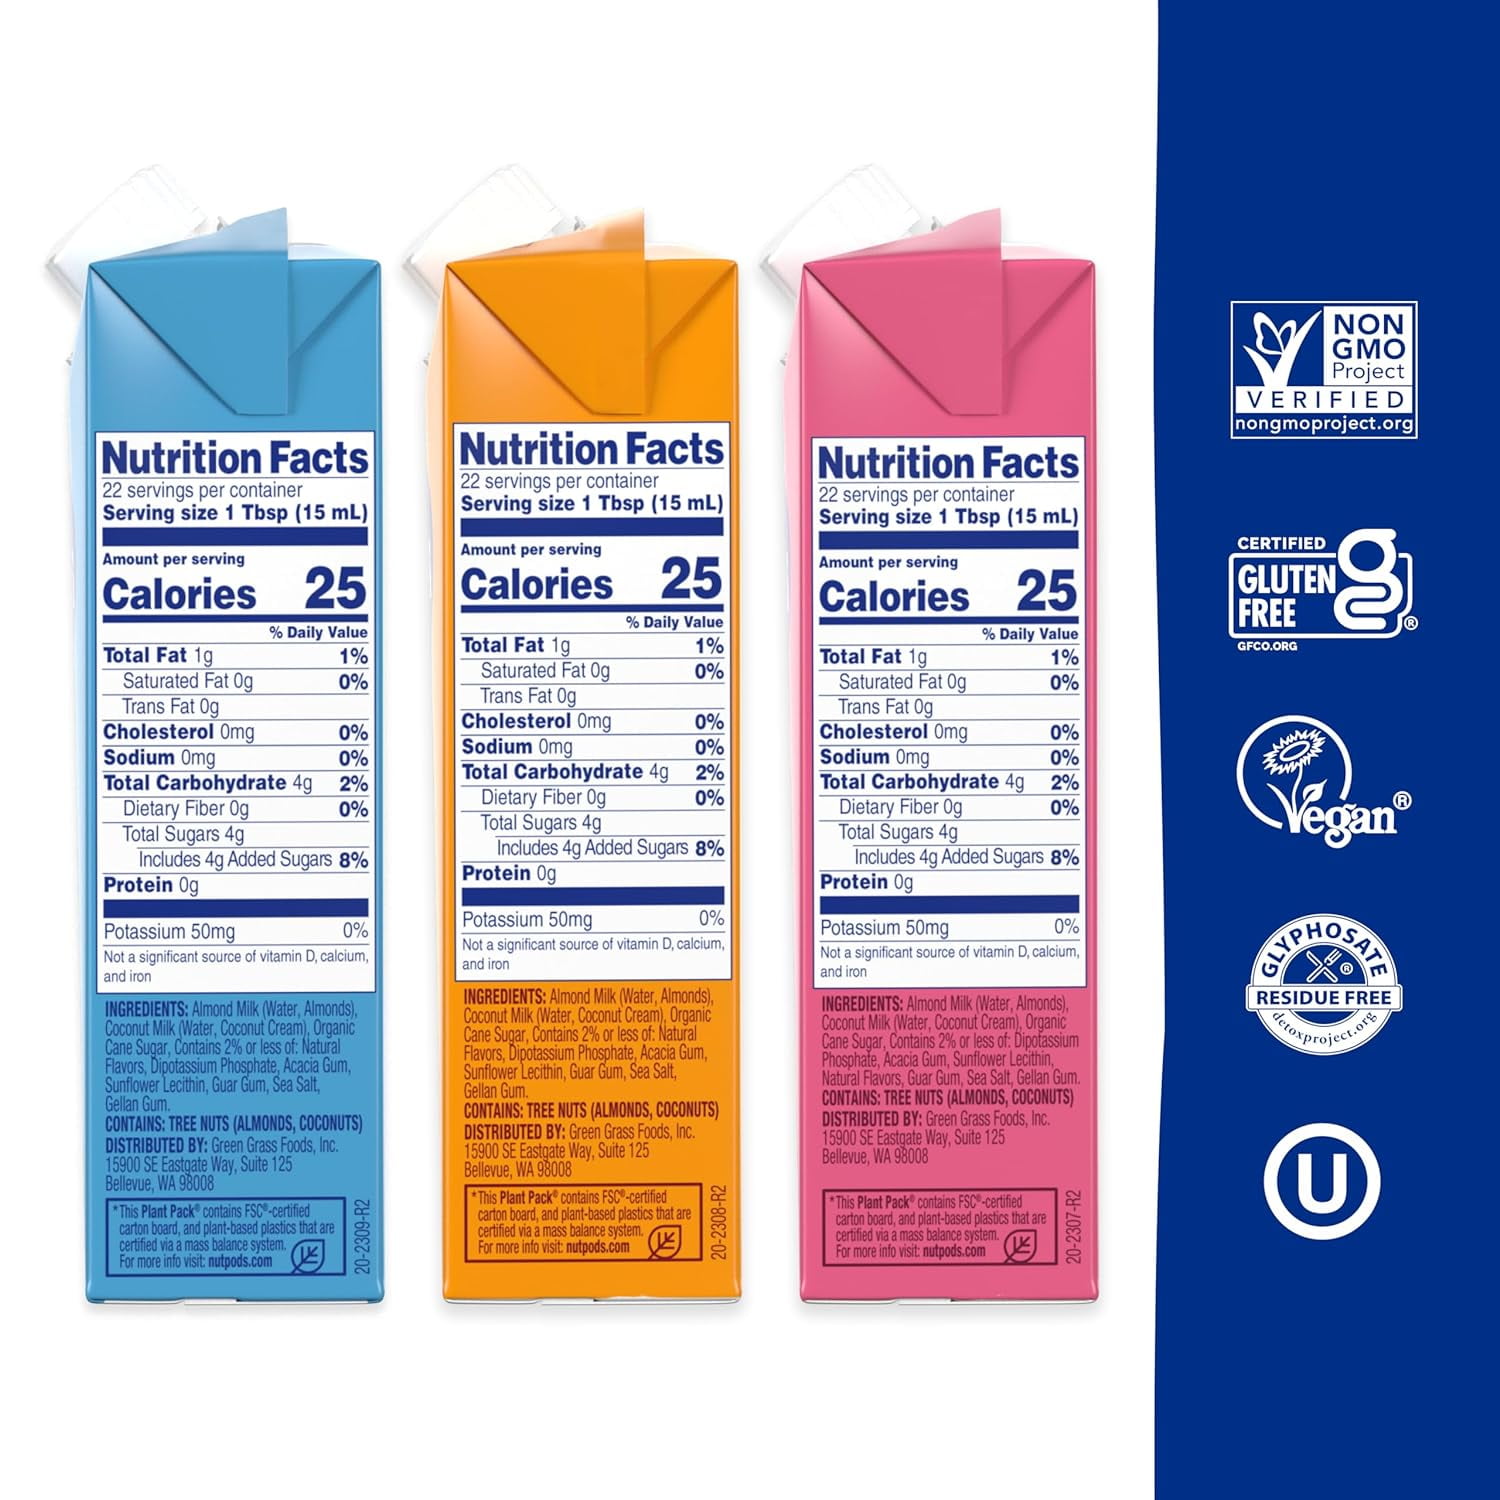 Nutrition Facts
22 servings per container
Serving size 1 Tbsp (15 mL)
Amount per serving
Calories 25
% Daily Value
Total Fat 1g 1%
Saturated Fat 0g 0%
Trans Fat 0g
Cholesterol 0mg 0%
Sodium 0mg 0%
Total Carbohydrate 4g 2%
Dietary Fiber 0g 0%
Total Sugars 4g
Includes 4g Added Sugars 8%
Protein 0g
Potassium 50mg 0%
Not a significant source of vitamin D, calcium,
and iron
INGREDIENTS: Almond Milk (Water, Almonds),
Coconut Milk (Water, Coconut Cream), Organic
Cane Sugar, Contains 2% or less of: Natural
Flavors, Dipotassium Phosphate, Acacia Gum,
Sunflower Lecithin, Guar Gum, Sea Salt,
Gellan Gum.
CONTAINS: TREE NUTS (ALMONDS, COCONUTS)
DISTRIBUTED BY: Green Grass Foods, Inc.
15900 SE Eastgate Way, Suite 125
Bellevue, WA 98008
*This Plant Pack® contains FSC®-certified
carton board, and plant-based plastics that are
certified via a mass balance system.
For more info visit: nutpods.com
20-2309-R2
Nutrition Facts
22 servings per container
Serving size 1 Tbsp (15 mL)
Amount per serving
Calories 25
% Daily Value
Total Fat 1g 1%
Saturated Fat 0g 0%
Trans Fat 0g
Cholesterol 0mg 0%
Sodium 0mg 0%
Total Carbohydrate 4g 2%
Dietary Fiber 0g 0%
Total Sugars 4g
Includes 4g Added Sugars 8%
Protein 0g
Potassium 50mg 0%
Not a significant source of vitamin D, calcium,
and iron
INGREDIENTS: Almond Milk (Water, Almonds),
Coconut Milk (Water, Coconut Cream), Organic
Cane Sugar, Contains 2% or less of: Natural
Flavors, Dipotassium Phosphate, Acacia Gum,
Sunflower Lecithin, Guar Gum, Sea Salt,
Gellan Gum.
CONTAINS: TREE NUTS (ALMONDS, COCONUTS)
DISTRIBUTED BY: Green Grass Foods, Inc.
15900 SE Eastgate Way, Suite 125
Bellevue, WA 98008
*This Plant Pack® contains FSC®-certified
carton board, and plant-based plastics that are
certified via a mass balance system.
For more info visit: nutpods.com
20-2308-R2
Nutrition Facts
22 servings per container
Serving size 1 Tbsp (15 mL)
Amount per serving
Calories 25
% Daily Value
Total Fat 1g 1%
Saturated Fat 0g 0%
Trans Fat 0g
Cholesterol 0mg 0%
Sodium 0mg 0%
Total Carbohydrate 4g 2%
Dietary Fiber 0g 0%
Total Sugars 4g
Includes 4g Added Sugars 8%
Protein 0g
Potassium 50mg 0%
Not a significant source of vitamin D, calcium,
and iron
INGREDIENTS: Almond Milk (Water, Almonds),
Coconut Milk (Water, Coconut Cream), Organic
Cane Sugar, Contains 2% or less of: Dipotassium
Phosphate, Acacia Gum, Sunflower Lecithin,
Natural Flavors, Guar Gum, Sea Salt, Gellan Gum.
CONTAINS: TREE NUTS (ALMONDS, COCONUTS)
DISTRIBUTED BY: Green Grass Foods, Inc.
15900 SE Eastgate Way, Suite 125
Bellevue, WA 98008
*This Plant Pack® contains FSC®-certified
carton board, and plant-based plastics that are
certified via a mass balance system.
For more info visit: nutpods.com
20-2307-R2
NON
GMO
Project
VERIFIED
nongmoproject.org
CERTIFIED
GLUTEN
FREE
g
®
GFCO.ORG
Vegan®
GLYPHOSATE
®
RESIDUE FREE
detoxproject.org
U